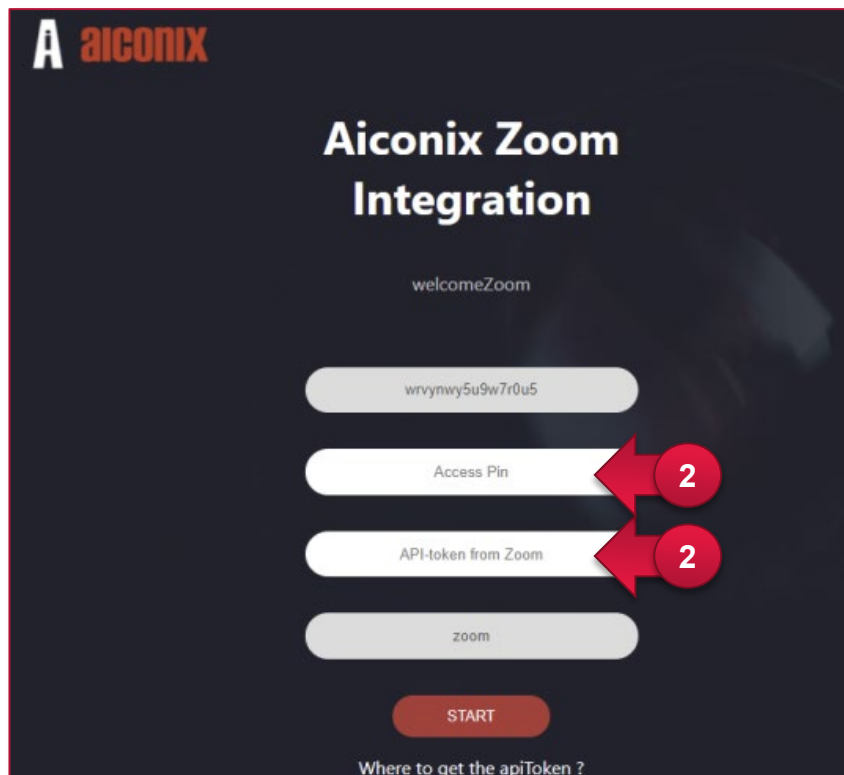 aiconix
Aiconix Zoom
Integration
welcomeZoom
wrvynwy5u9w7r0u5
Access Pin
2
API-token from Zoom
2
zoom
START
Where to get the apiToken ?